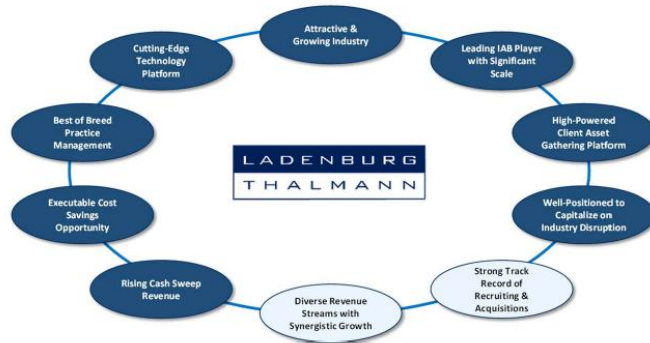 Attractive &
Growing Industry
Leading IAB Player
with Significant
Scale
High-Powered
Client Asset
Gathering Platform
Well-Positioned to
Capitalize on
Industry Disruption
Strong Track
Record of
Recruiting &
Acquisitions
Diverse Revenue
Streams with
Synergistic Growth
Rising Cash Sweep
Revenue
Executable Cost
Savings
Opportunity
Best of Breed
Practice
Management
Cutting-Edge
Technology
Platform
LADENBURG
THALMANN